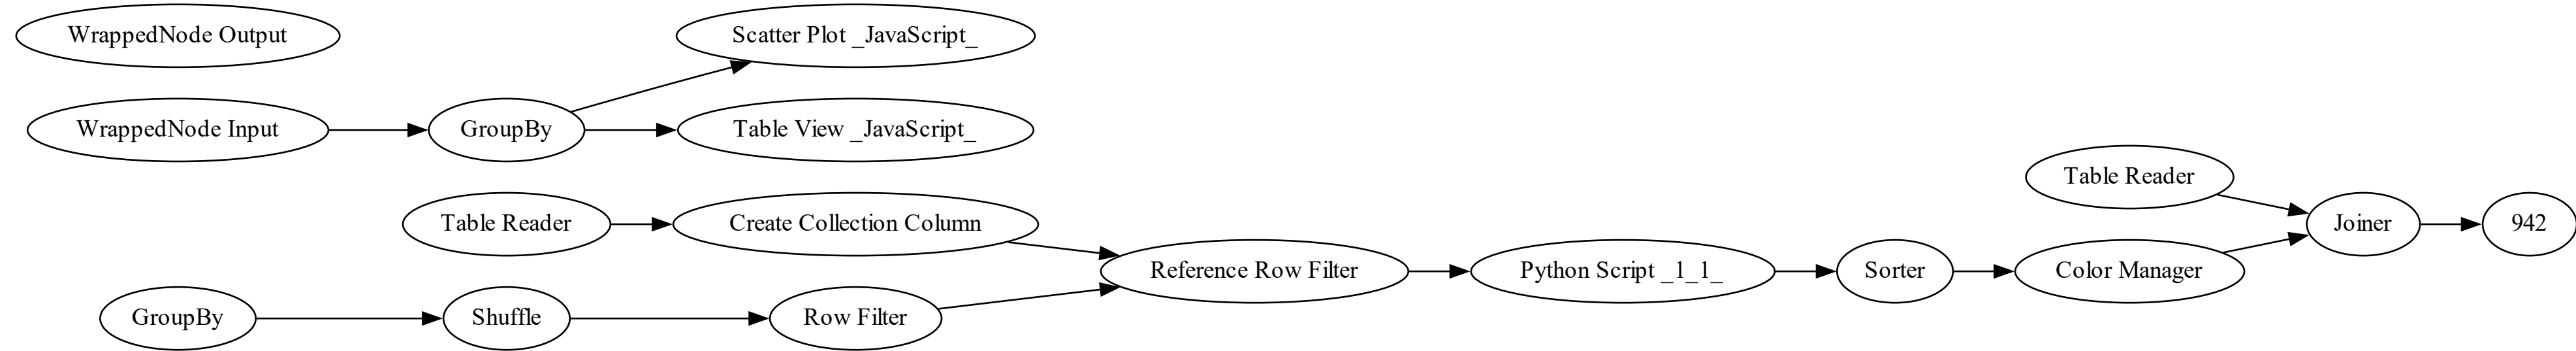 WrappedNode Output
Scatter Plot _JavaScript_
WrappedNode Input
GroupBy
Table View _JavaScript_
Table Reader
Table Reader
Create Collection Column
Joiner
942
Reference Row Filter
Python Script _1_1_
Sorter
Color Manager
GroupBy
Shuffle
Row Filter